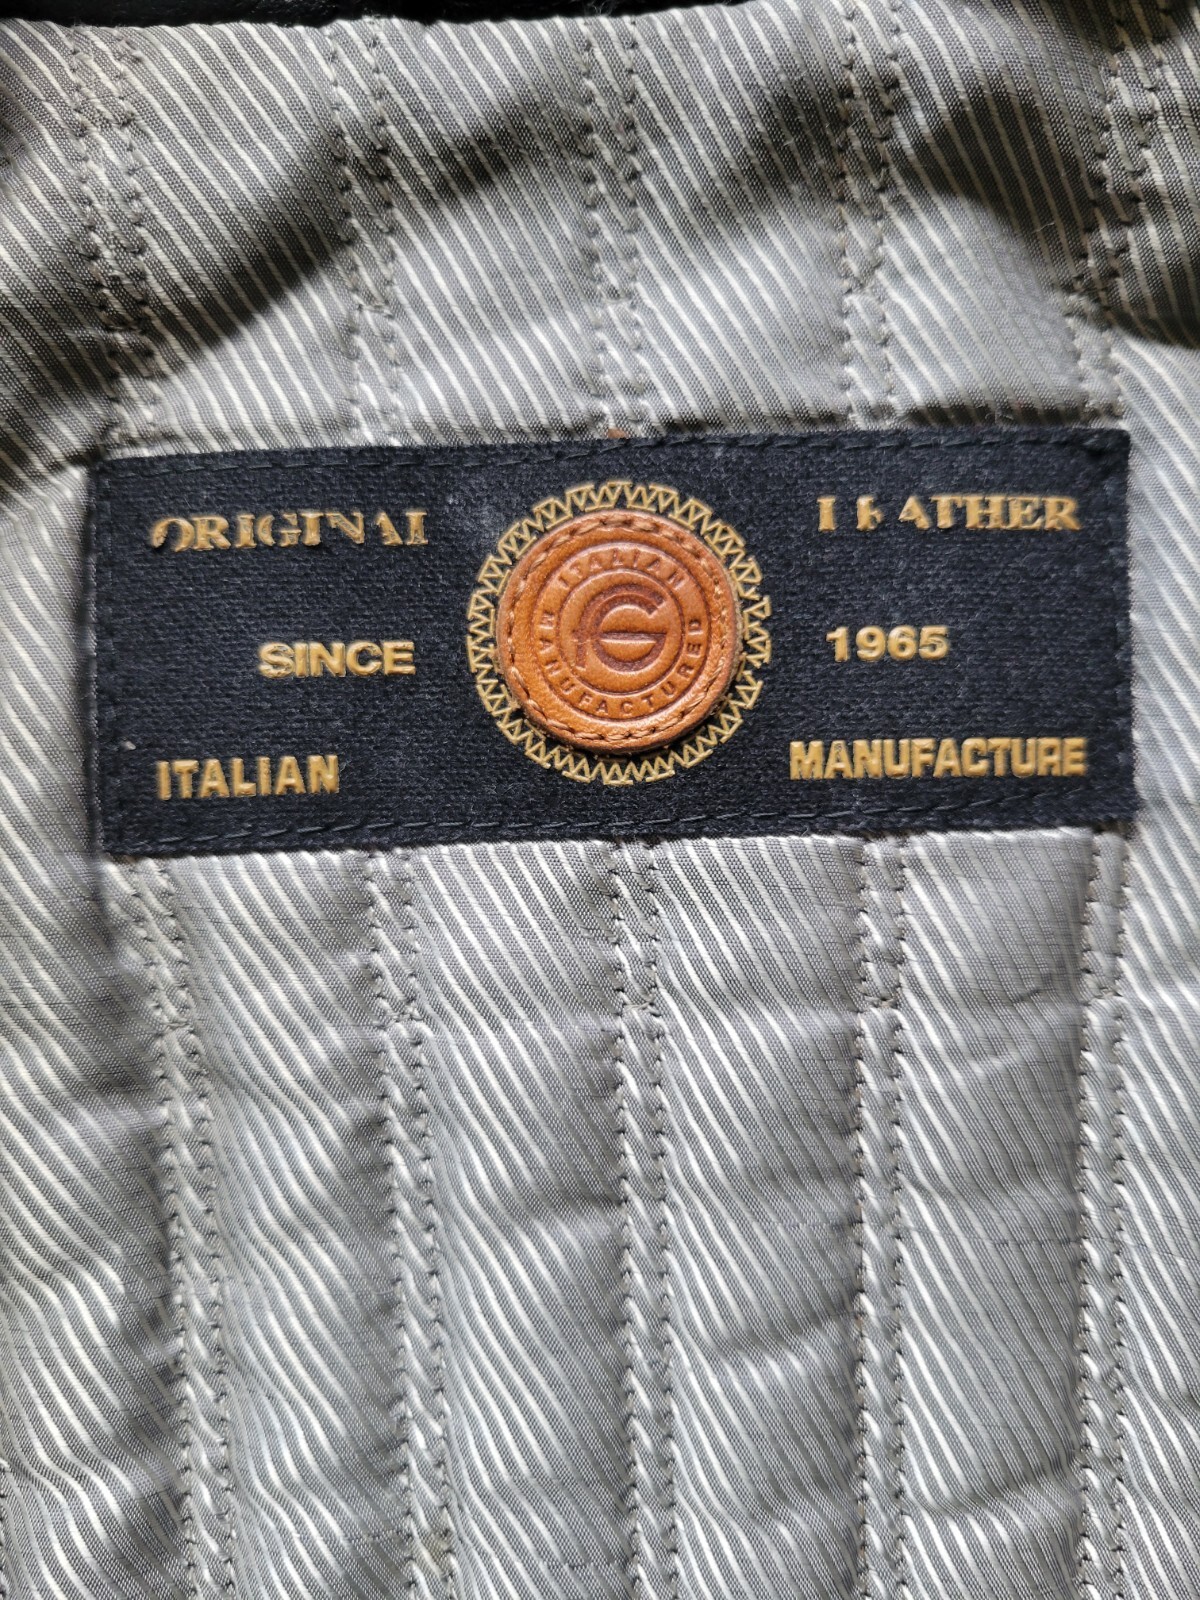 ORIGINAL LEATHER
ITALIAN
MANUFACTURED
SINCE 1965
ITALIAN MANUFACTURE